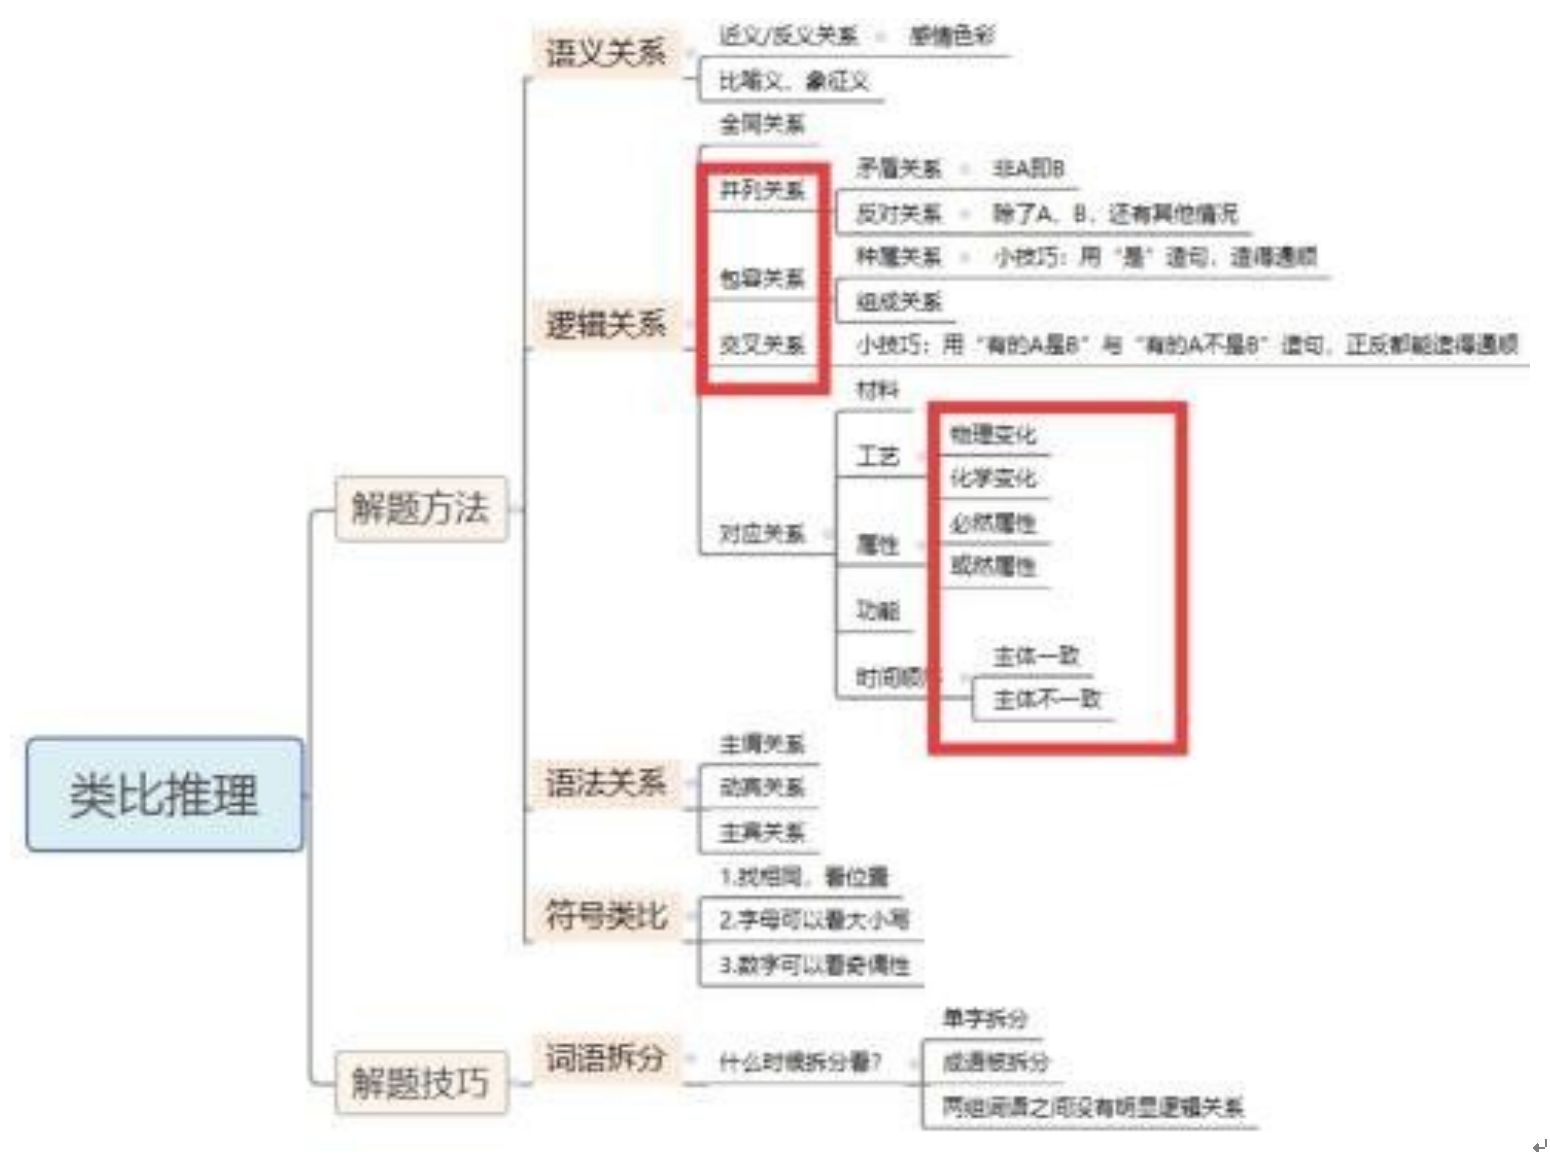 语义关系
近义/反义关系
感情色彩
比喻义、象征义
逻辑关系
全同关系
并列关系
矛盾关系
非A即B
反对关系
除了A、B，还有其他情况
包容关系
种属关系
小技巧：用“是”造句，造得通顺
组成关系
交叉关系
小技巧：用“有的A是B”与“有的A不是B”造句，正反都能造得通顺
对应关系
材料
工艺
物理变化
化学变化
属性
必然属性
或然属性
功能
时间顺
主体一致
主体不一致
解题方法
语法关系
主谓关系
动宾关系
主宾关系
类比推理
符号类比
1.找相同，看位置
2.字母可以看大小写
3.数字可以看奇偶性
解题技巧
词语拆分
什么时候拆分看？
单字拆分
成语被拆分
两组词语之间没有明显逻辑关系